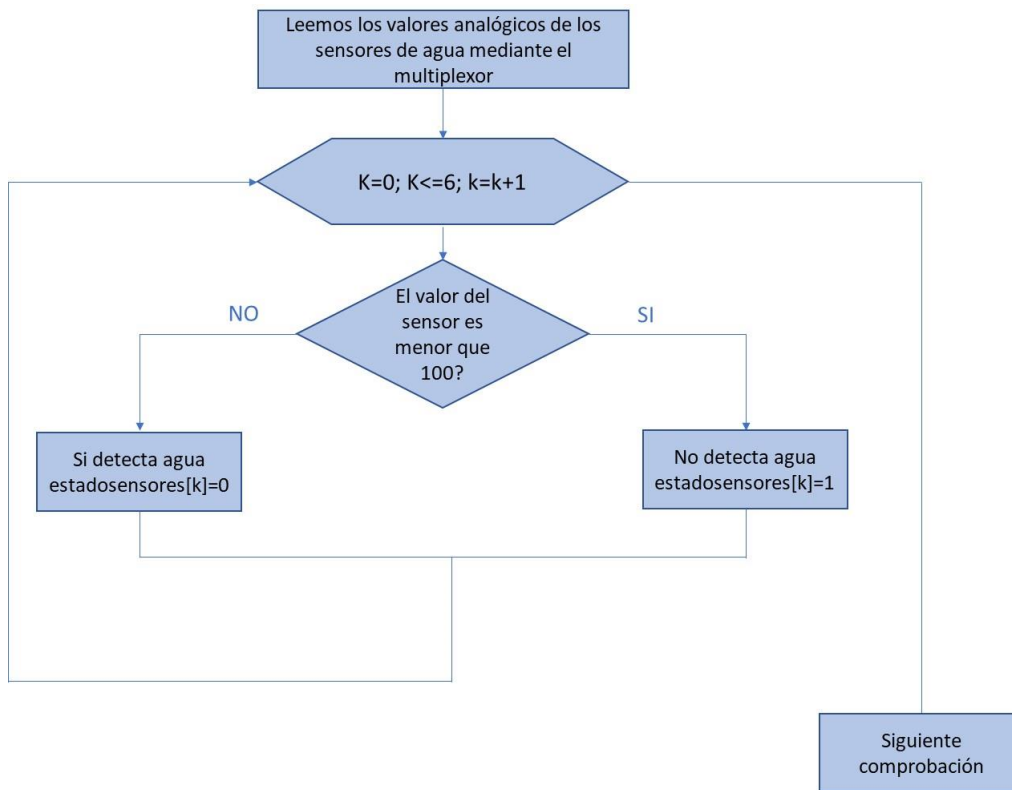 Leemos los valores analógicos de los
sensores de agua mediante el
multiplexor
K=0; K<=6; k=k+1
El valor del
sensor es
menor que
100?
NO
SI
Si detecta agua
estadosensores[k]=0
No detecta agua
estadosensores[k]=1
Siguiente
comprobación